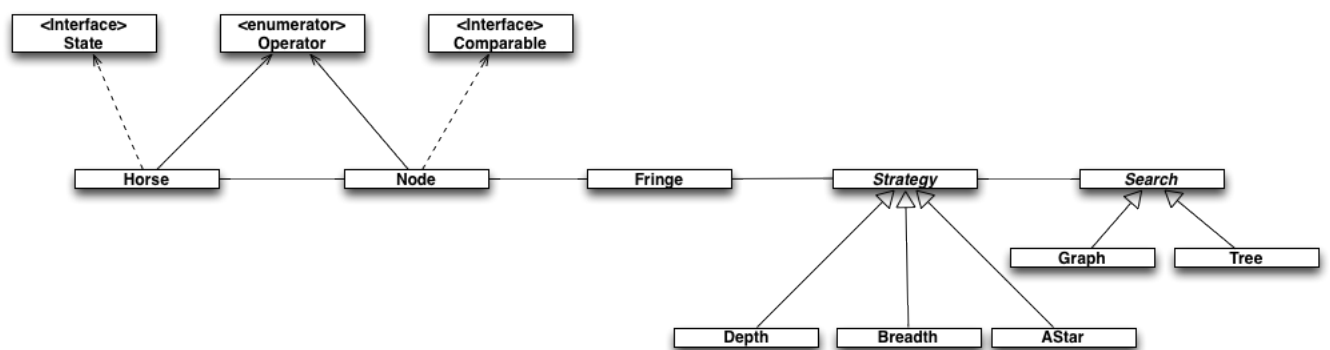 <Interface>
State
<enumerator>
Operator
<Interface>
Comparable
Horse
Node
Fringe
Strategy
Search
Graph
Tree
Depth
Breadth
AStar